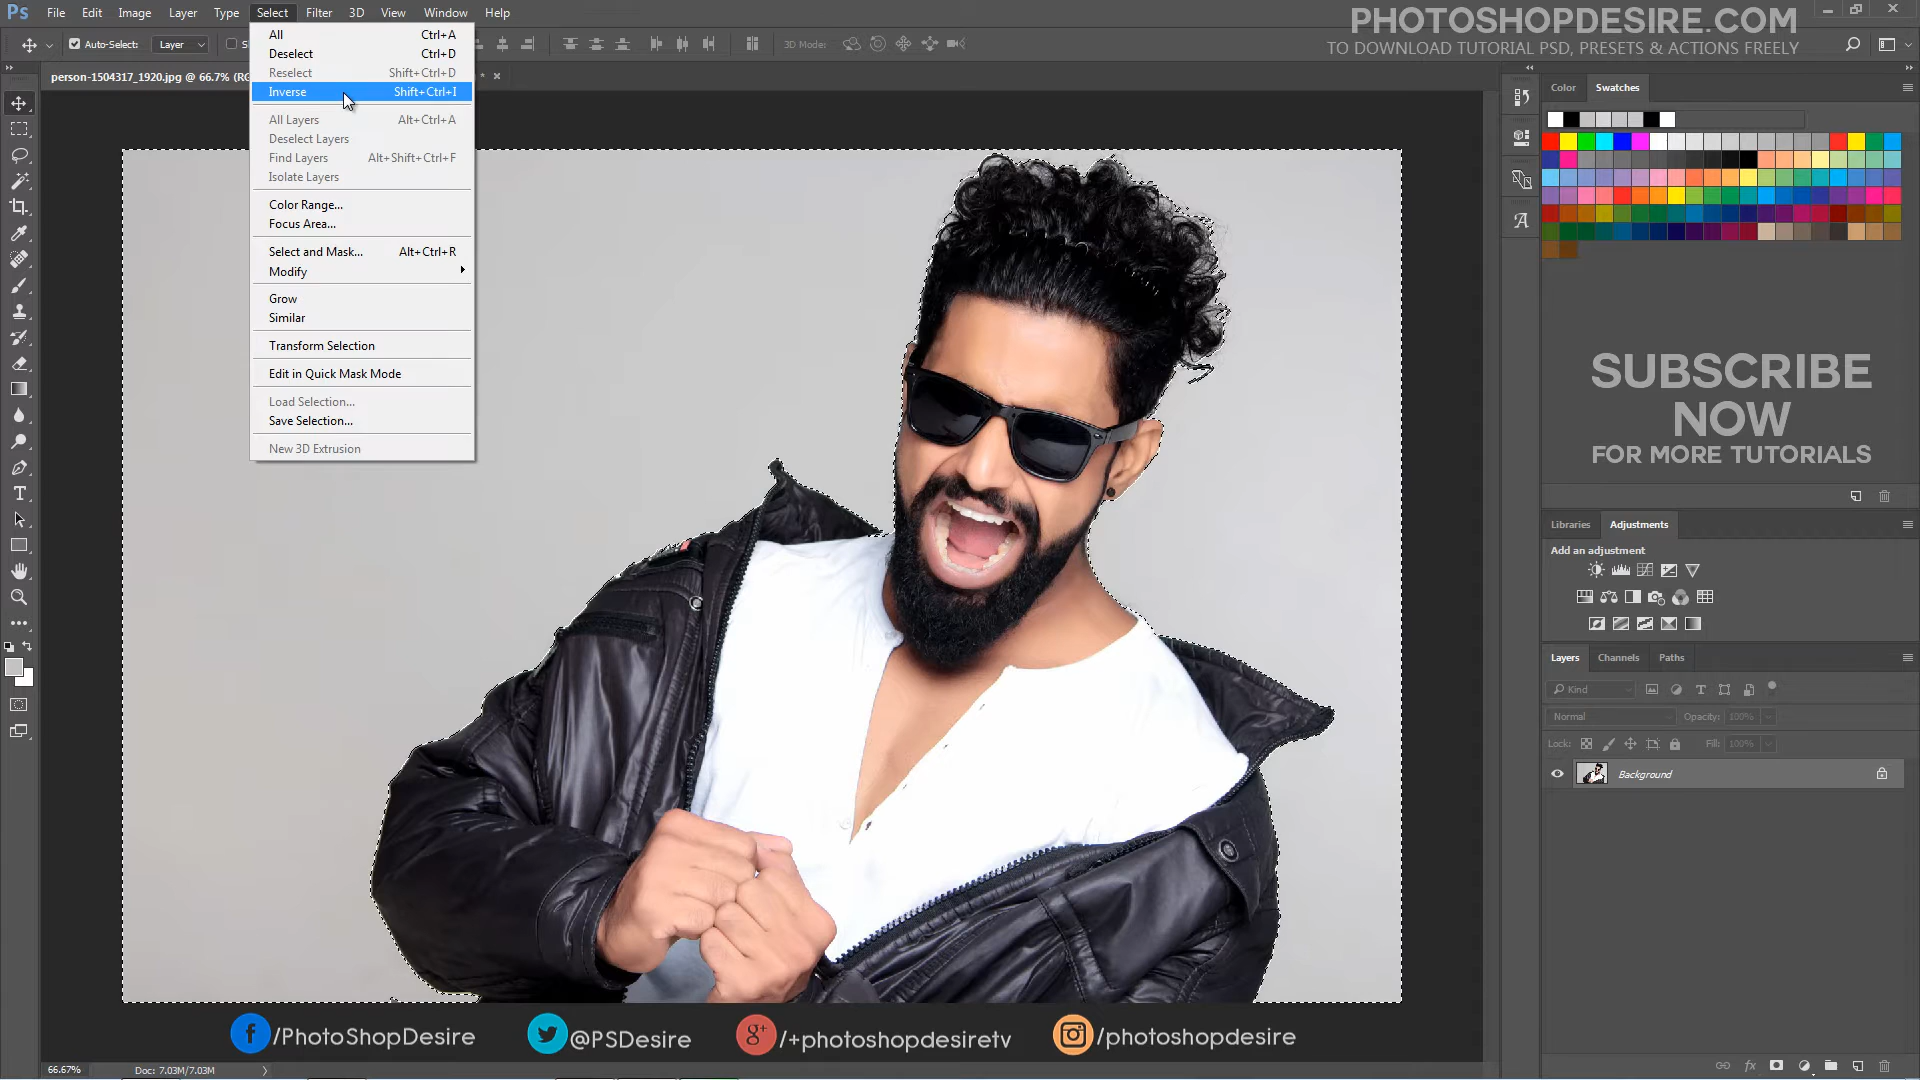 Ps File Edit Image Layer Type Select Filter 3D View Window Help
PHOTOSHOPDESIRE.COM
TO DOWNLOAD TUTORIAL PSD, PRESETS & ACTIONS FREELY
Auto-Select: Layer
3D Mode:
person-1504317_1920.jpg @ 66.7%
All Ctrl+A
Deselect Ctrl+D
Reselect Shift+Ctrl+D
Inverse Shift+Ctrl+I
All Layers Alt+Ctrl+A
Deselect Layers
Find Layers Alt+Shift+Ctrl+F
Isolate Layers
Color Range...
Focus Area...
Select and Mask... Alt+Ctrl+R
Modify
Grow
Similar
Transform Selection
Edit in Quick Mask Mode
Load Selection...
Save Selection...
New 3D Extrusion
Color Swatches
SUBSCRIBE
NOW
FOR MORE TUTORIALS
Libraries Adjustments
Add an adjustment
Layers Channels Paths
Kind
Normal Opacity: 100%
Lock: Fill: 100%
Background
/PhotoShopDesire @PSDesire /+photoshopdesiretv /photoshopdesire
66.67% Doc: 7.03M/7.03M